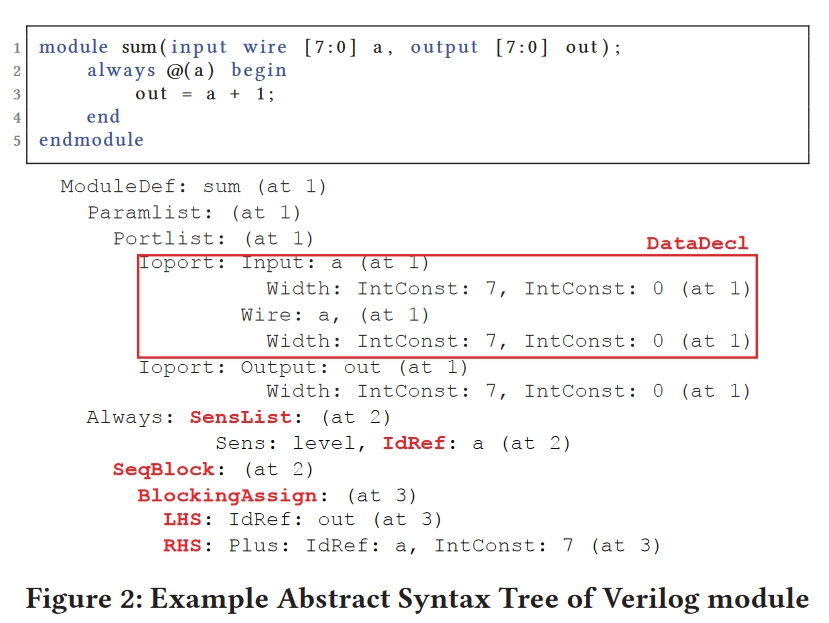 1 module sum(input wire [7:0] a, output [7:0] out);
2 always @(a) begin
3 out = a + 1;
4 end
5 endmodule
ModuleDef: sum (at 1)
Paramlist: (at 1)
Portlist: (at 1)
DataDecl
Ioport: Input: a (at 1)
Width: IntConst: 7, IntConst: 0 (at 1)
Wire: a, (at 1)
Width: IntConst: 7, IntConst: 0 (at 1)
Ioport: Output: out (at 1)
Width: IntConst: 7, IntConst: 0 (at 1)
Always: SensList: (at 2)
Sens: level, IdRef: a (at 2)
SeqBlock: (at 2)
BlockingAssign: (at 3)
LHS: IdRef: out (at 3)
RHS: Plus: IdRef: a, IntConst: 7 (at 3)
Figure 2: Example Abstract Syntax Tree of Verilog module